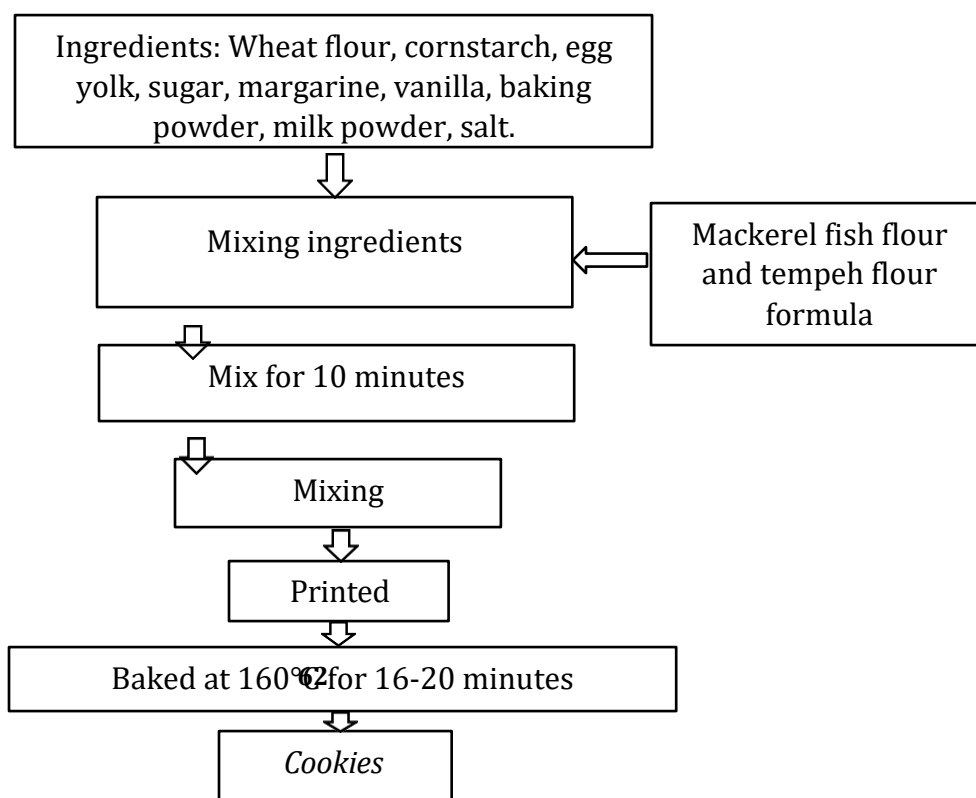 Ingredients: Wheat flour, cornstarch, egg
yolk, sugar, margarine, vanilla, baking
powder, milk powder, salt.
Mixing ingredients
Mackerel fish flour
and tempeh flour
formula
Mix for 10 minutes
Mixing
Printed
Baked at 160°C for 16-20 minutes
62
Cookies